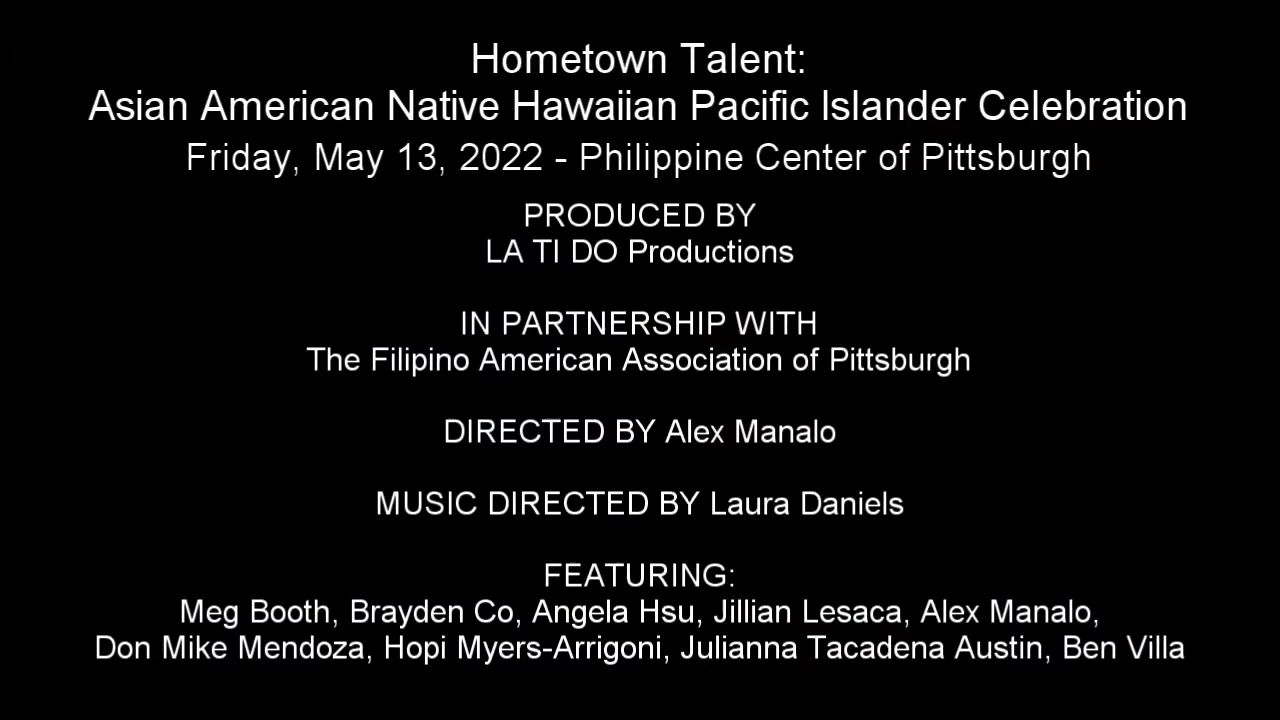 Hometown Talent:
Asian American Native Hawaiian Pacific Islander Celebration
Friday, May 13, 2022 - Philippine Center of Pittsburgh
PRODUCED BY
LA TI DO Productions
IN PARTNERSHIP WITH
The Filipino American Association of Pittsburgh
DIRECTED BY Alex Manalo
MUSIC DIRECTED BY Laura Daniels
FEATURING:
Meg Booth, Brayden Co, Angela Hsu, Jillian Lesaca, Alex Manalo,
Don Mike Mendoza, Hopi Myers-Arrigoni, Julianna Tacadena Austin, Ben Villa